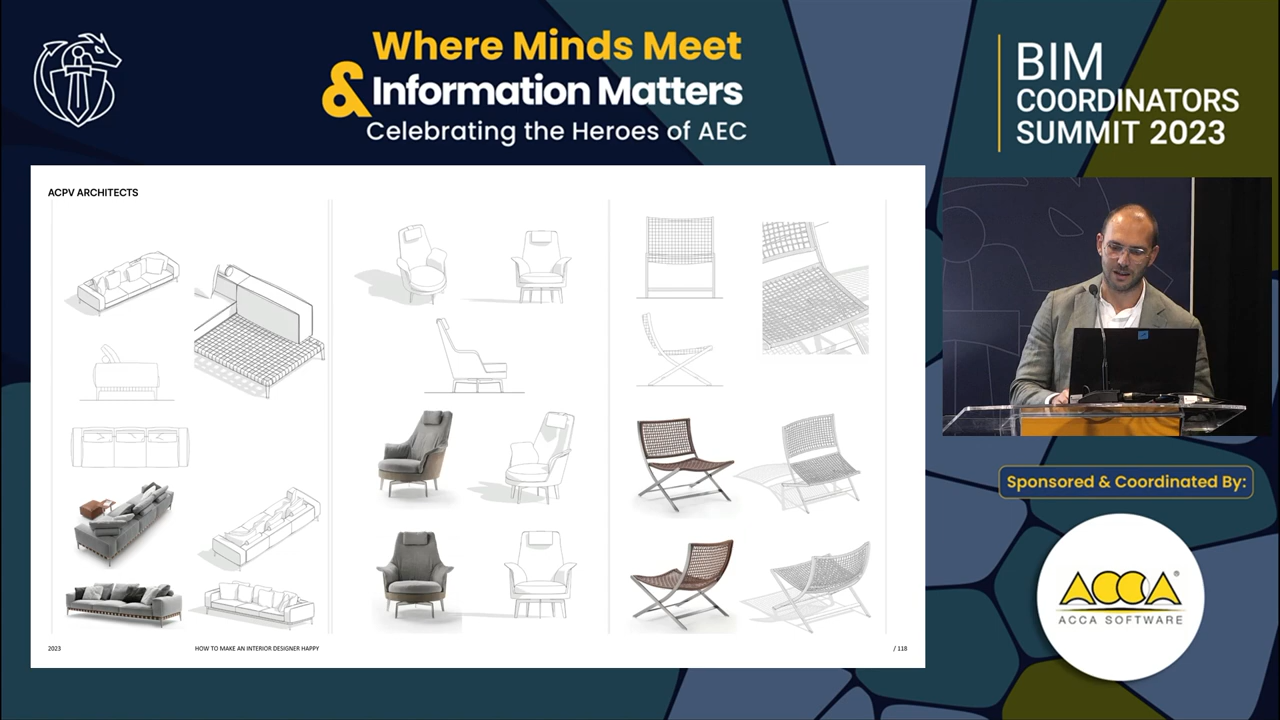 Where Minds Meet
& Information Matters
Celebrating the Heroes of AEC
BIM
COORDINATORS
SUMMIT 2023
ACPV ARCHITECTS
Sponsored & Coordinated By:
ACCA®
ACCA SOFTWARE
2023
HOW TO MAKE AN INTERIOR DESIGNER HAPPY
/ 118